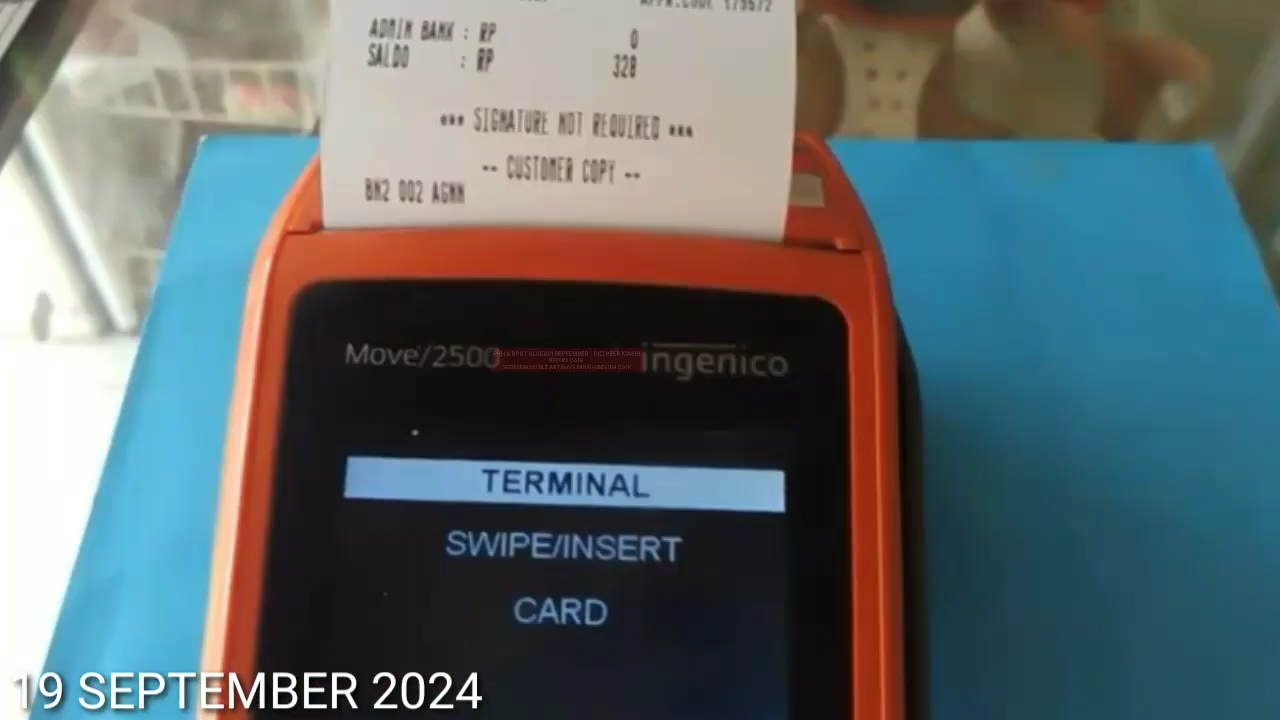 ADMIN BANK : RP 0
SALDO : RP 328
*** SIGNATURE NOT REQUIRED ***
-- CUSTOMER COPY --
BN2 002 AGNN
Move/2500
ingenico
TERMINAL
SWIPE/INSERT
CARD
19 SEPTEMBER 2024